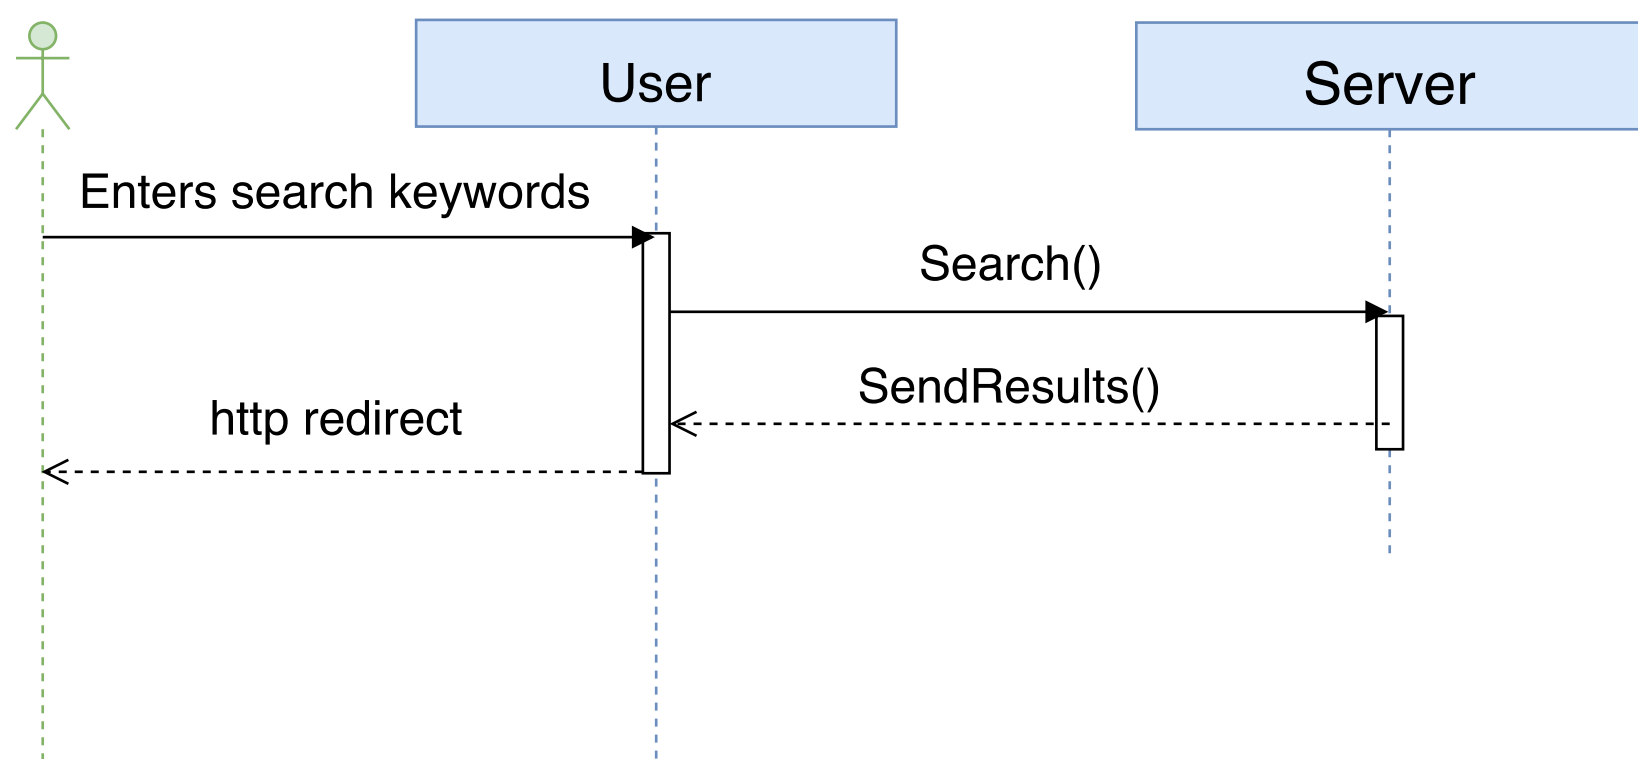 User
Server
Enters search keywords
Search()
SendResults()
http redirect